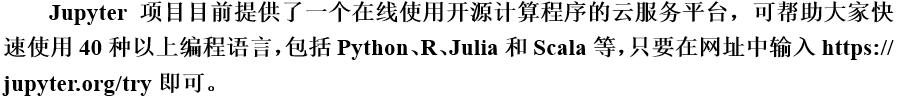 Jupyter 项目目前提供了一个在线使用开源计算程序的云服务平台，可帮助大家快
速使用 40 种以上编程语言，包括 Python、R、Julia 和 Scala 等，只要在网址中输入 https://
jupyter.org/try 即可。